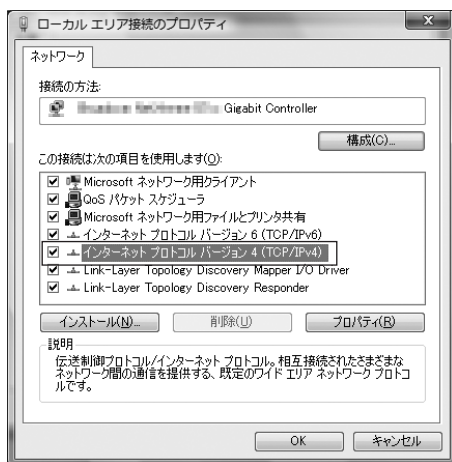 ローカル エリア接続のプロパティ
ネットワーク
接続の方法:
Gigabit Controller
構成(C)...
この接続は次の項目を使用します(O):
Microsoft ネットワーク用クライアント
QoS パケット スケジューラ
Microsoft ネットワーク用ファイルとプリンタ共有
インターネット プロトコル バージョン 6 (TCP/IPv6)
インターネット プロトコル バージョン 4 (TCP/IPv4)
Link-Layer Topology Discovery Mapper I/O Driver
Link-Layer Topology Discovery Responder
インストール(N)...
削除(U)
プロパティ(R)
説明
伝送制御プロトコル/インターネット プロトコル。相互接続されたさまざまな
ネットワーク間の通信を提供する、既定のワイド エリア ネットワーク プロトコ
ルです。
OK
キャンセル